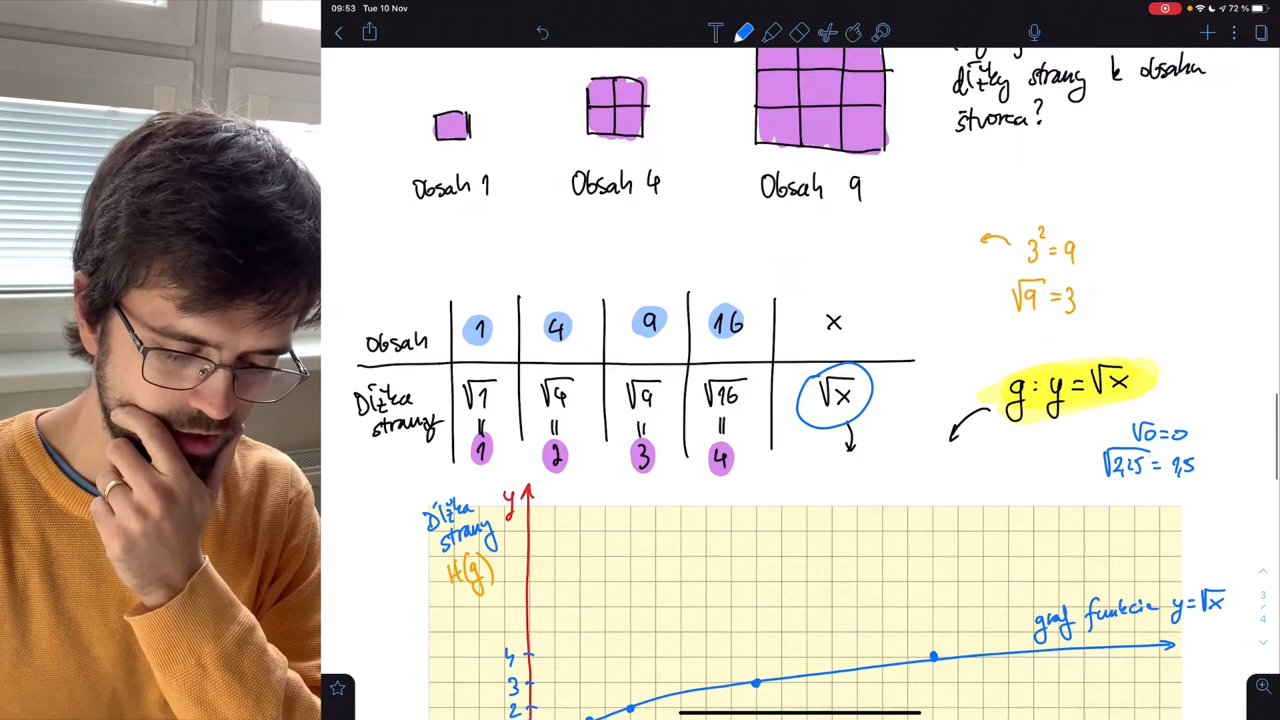 09:53 Tue 10 Nov
72 %
T
dĺžky strany k obsahu
štvorca?
Obsah 1
Obsah 4
Obsah 9
3² = 9
√9 = 3
Obsah 1 4 9 16 x
Dĺžka strany √1 √4 √9 √16 √x
= = = =
1 2 3 4
g: y = √x
√0 = 0
√2,25 = 1,5
Dĺžka strany
y
H(g)
graf funkcie y = √x
4
3
2
3 / 4